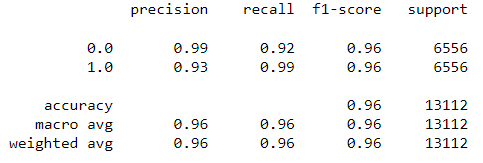 precision recall f1-score support
0.0 0.99 0.92 0.96 6556
1.0 0.93 0.99 0.96 6556
accuracy 0.96 13112
macro avg 0.96 0.96 0.96 13112
weighted avg 0.96 0.96 0.96 13112